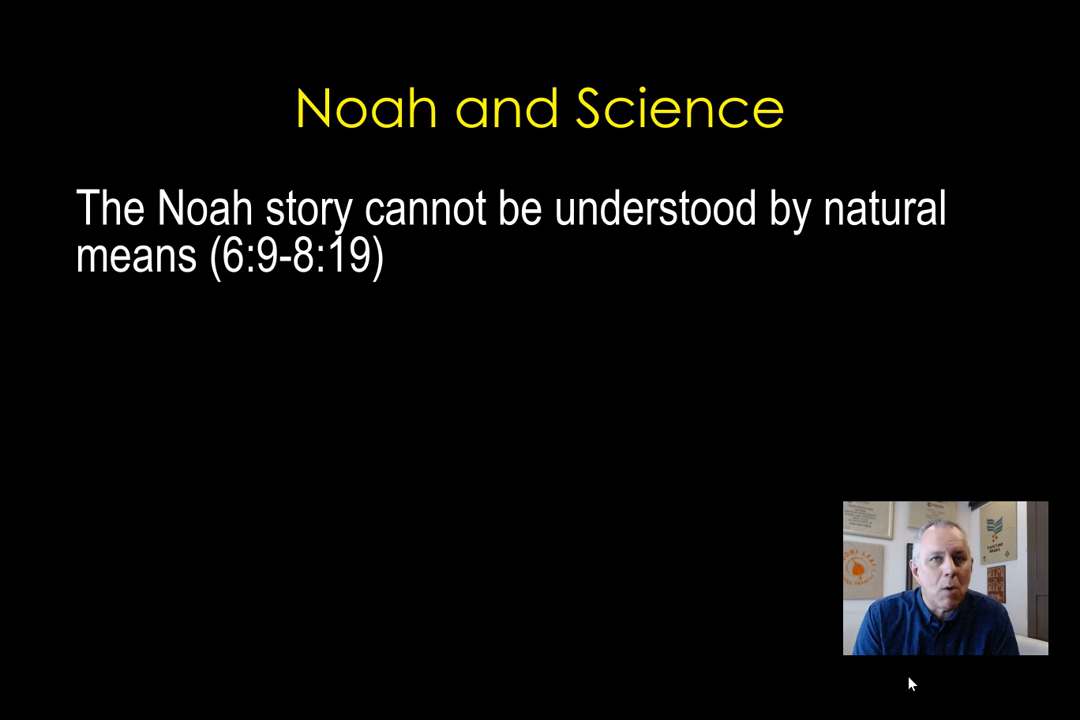 Noah and Science
The Noah story cannot be understood by natural
means (6:9-8:19)